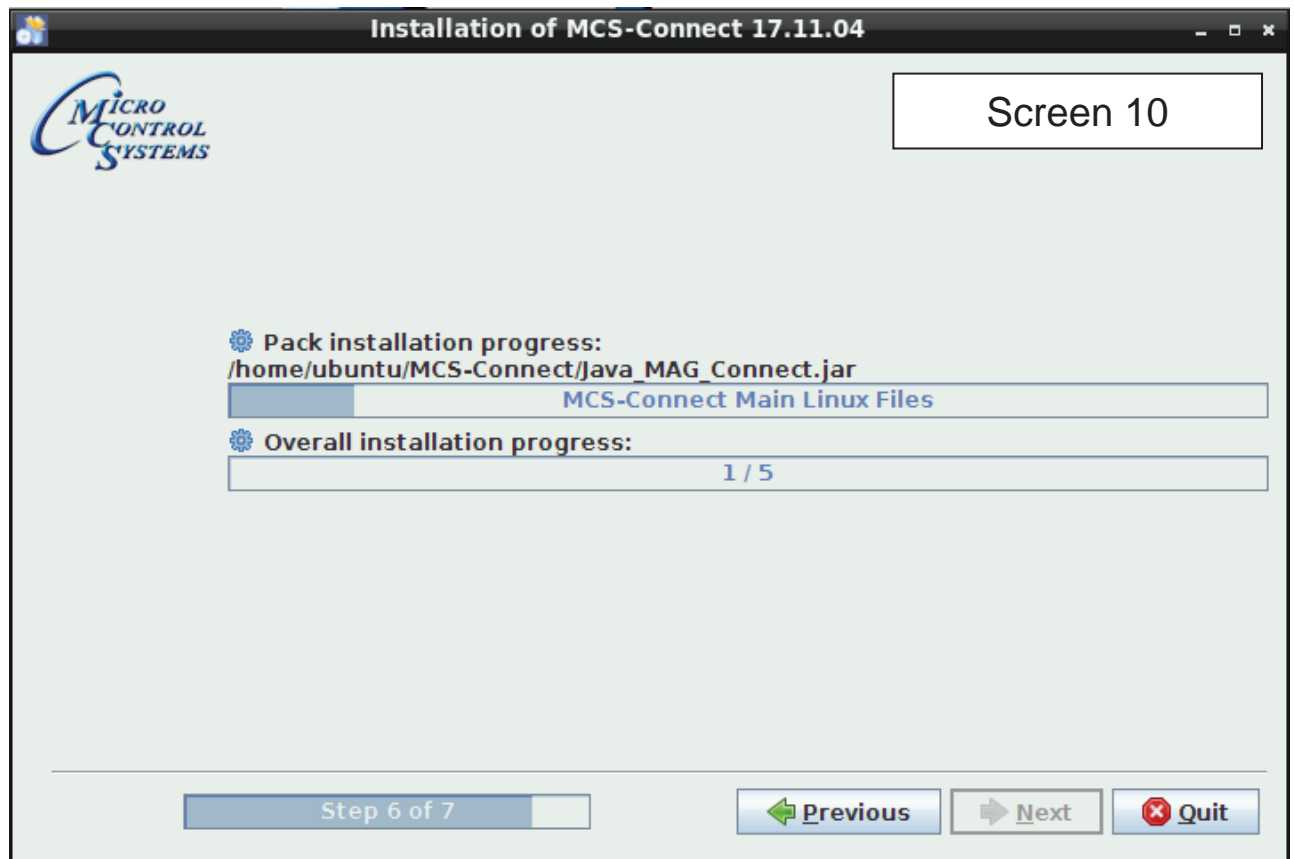 Installation of MCS-Connect 17.11.04
MICRO
CONTROL
SYSTEMS
Screen 10
Pack installation progress:
/home/ubuntu/MCS-Connect/Java_MAG_Connect.jar
MCS-Connect Main Linux Files
Overall installation progress:
1 / 5
Step 6 of 7
Previous
Next
Quit